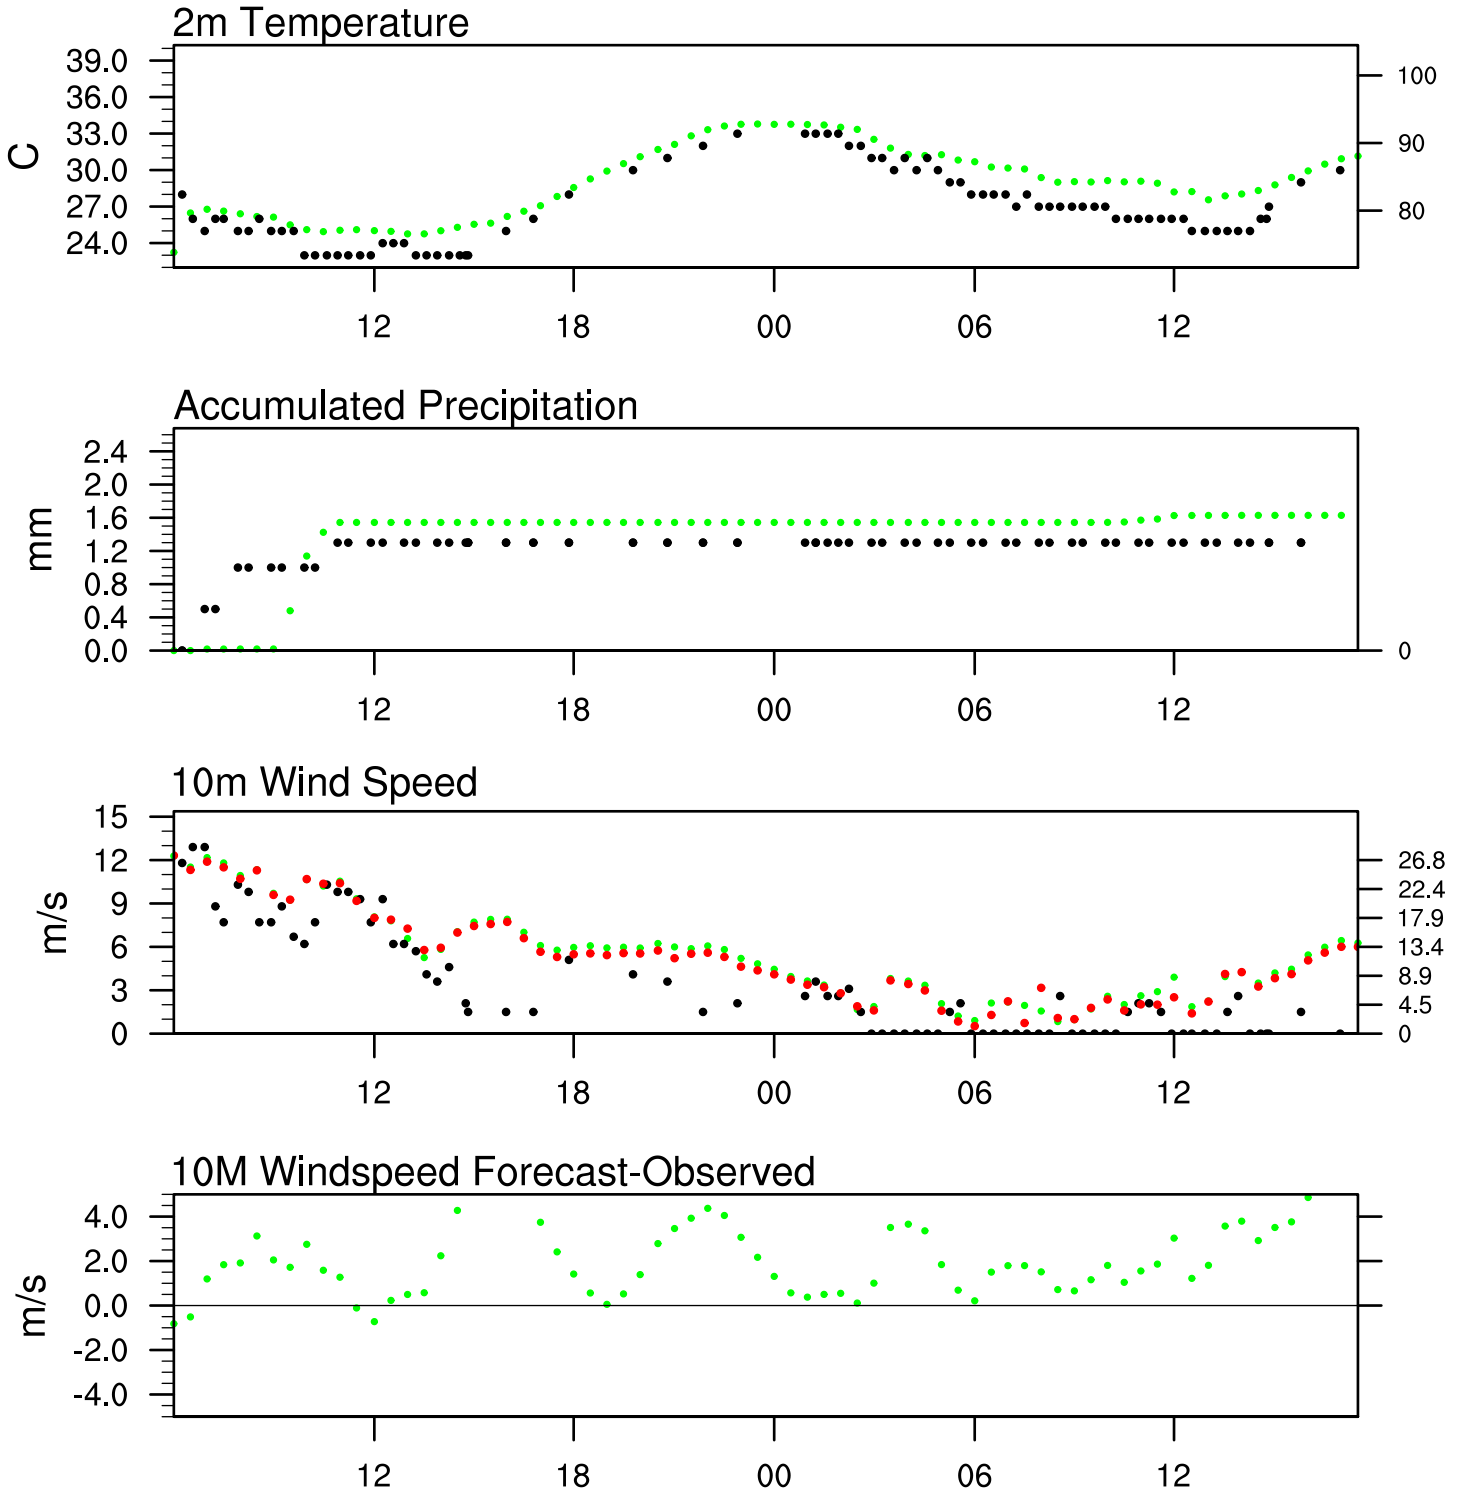 2m Temperature
39.0
36.0
33.0
30.0
27.0
24.0
C
100
90
80
12 18 00 06 12
Accumulated Precipitation
2.4
2.0
1.6
1.2
0.8
0.4
0.0
mm
0
12 18 00 06 12
10m Wind Speed
15
12
9
6
3
0
m/s
26.8
22.4
17.9
13.4
8.9
4.5
0
12 18 00 06 12
10M Windspeed Forecast-Observed
4.0
2.0
0.0
-2.0
-4.0
m/s
12 18 00 06 12